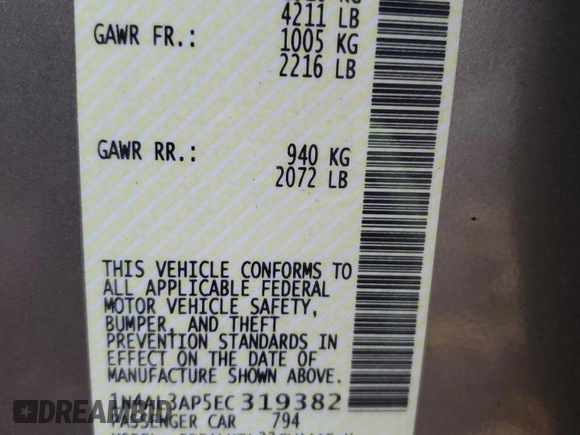 4211 LB
GAWR FR.: 1005 KG
2216 LB
GAWR RR.: 940 KG
2072 LB
THIS VEHICLE CONFORMS TO
ALL APPLICABLE FEDERAL
MOTOR VEHICLE SAFETY,
BUMPER, AND THEFT
PREVENTION STANDARDS IN
EFFECT ON THE DATE OF
MANUFACTURE SHOWN ABOVE.
1N4AL3AP5EC319382
PASSENGER CAR 794
DREAMBID